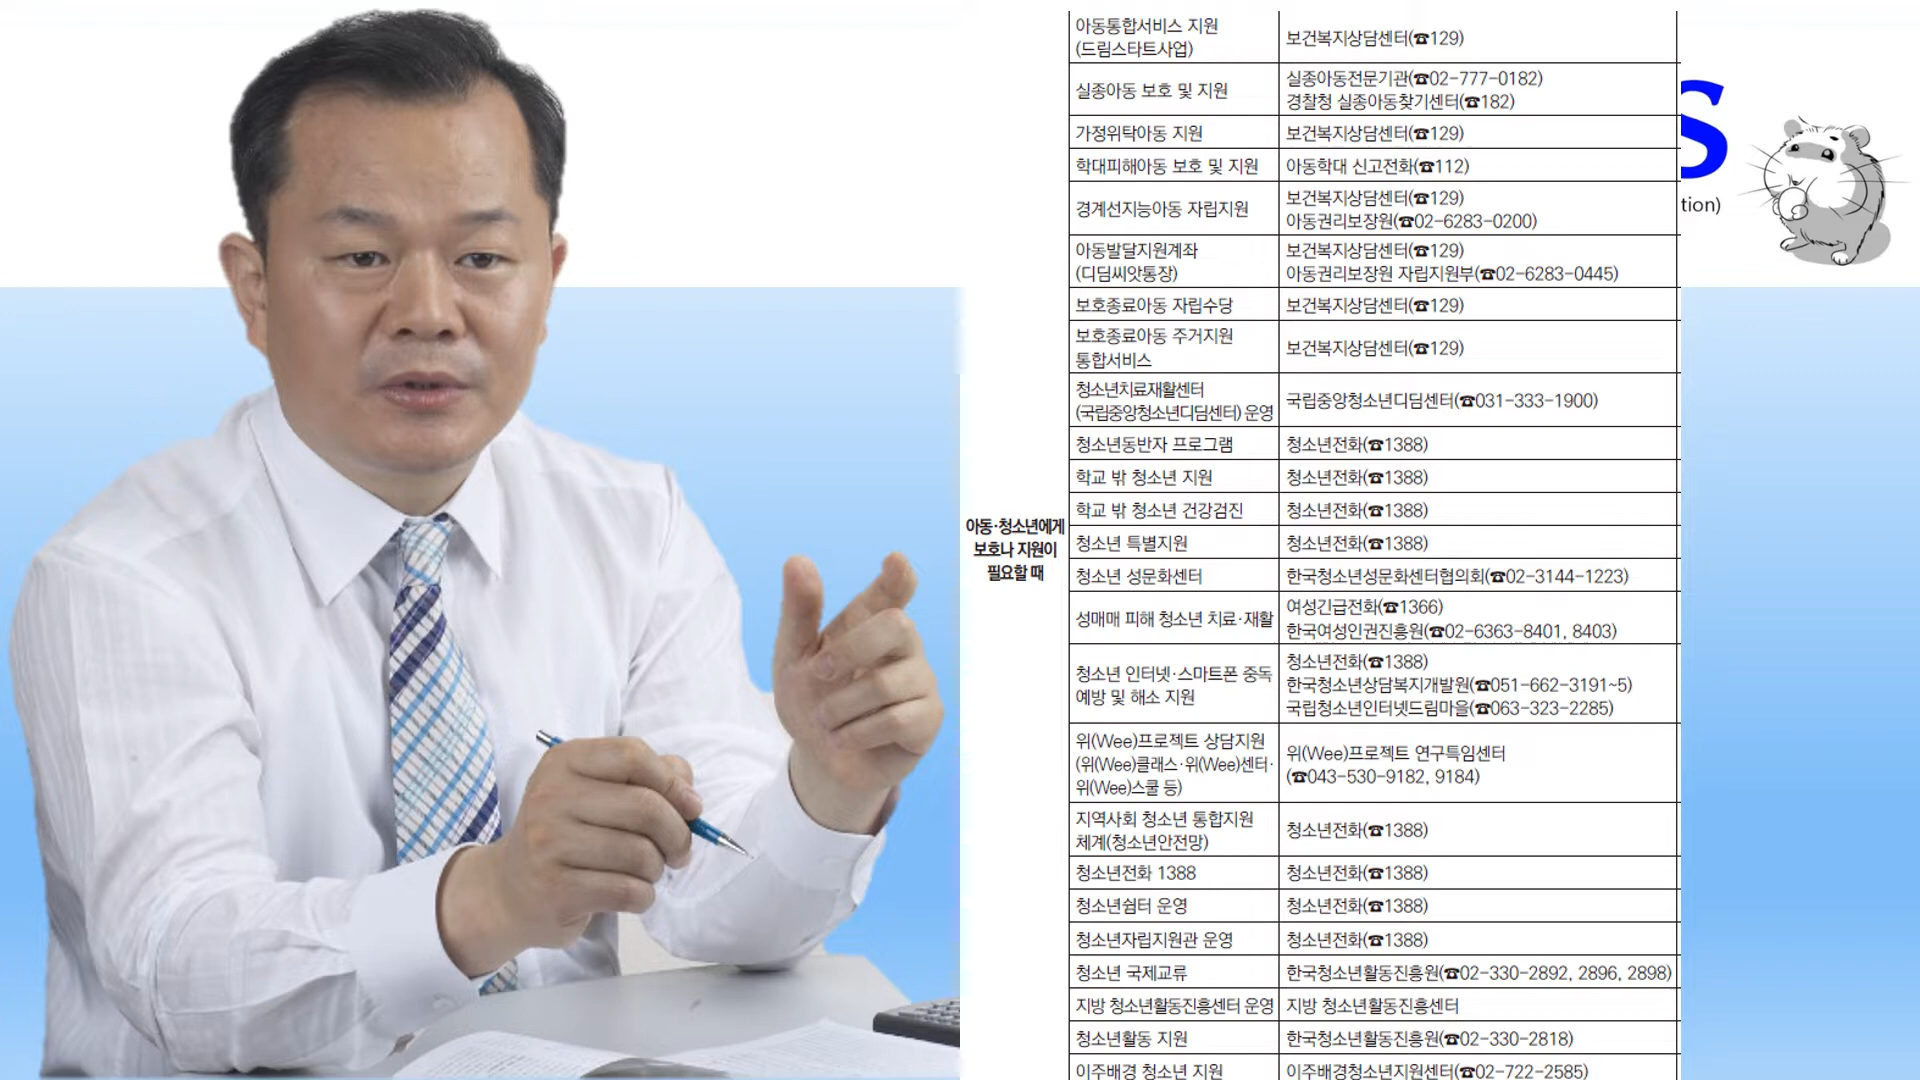 아동·청소년에게
보호나 지원이
필요할 때
아동통합서비스 지원
(드림스타트사업)
보건복지상담센터(☎129)
실종아동 보호 및 지원
실종아동전문기관(☎02-777-0182)
경찰청 실종아동찾기센터(☎182)
가정위탁아동 지원
보건복지상담센터(☎129)
학대피해아동 보호 및 지원
아동학대 신고전화(☎112)
경계선지능아동 자립지원
보건복지상담센터(☎129)
아동권리보장원(☎02-6283-0200)
아동발달지원계좌
(디딤씨앗통장)
보건복지상담센터(☎129)
아동권리보장원 자립지원부(☎02-6283-0445)
보호종료아동 자립수당
보건복지상담센터(☎129)
보호종료아동 주거지원
통합서비스
보건복지상담센터(☎129)
청소년치료재활센터
(국립중앙청소년디딤센터) 운영
국립중앙청소년디딤센터(☎031-333-1900)
청소년동반자 프로그램
청소년전화(☎1388)
학교 밖 청소년 지원
청소년전화(☎1388)
학교 밖 청소년 건강검진
청소년전화(☎1388)
청소년 특별지원
청소년전화(☎1388)
청소년 성문화센터
한국청소년성문화센터협의회(☎02-3144-1223)
성매매 피해 청소년 치료·재활
여성긴급전화(☎1366)
한국여성인권진흥원(☎02-6363-8401, 8403)
청소년 인터넷·스마트폰 중독
예방 및 해소 지원
청소년전화(☎1388)
한국청소년상담복지개발원(☎051-662-3191~5)
국립청소년인터넷드림마을(☎063-323-2285)
위(Wee)프로젝트 상담지원
(위(Wee)클래스·위(Wee)센터·
위(Wee)스쿨 등)
위(Wee)프로젝트 연구특임센터
(☎043-530-9182, 9184)
지역사회 청소년 통합지원
체계(청소년안전망)
청소년전화(☎1388)
청소년전화 1388
청소년전화(☎1388)
청소년쉼터 운영
청소년전화(☎1388)
청소년자립지원관 운영
청소년전화(☎1388)
청소년 국제교류
한국청소년활동진흥원(☎02-330-2892, 2896, 2898)
지방 청소년활동진흥센터 운영
지방 청소년활동진흥센터
청소년활동 지원
한국청소년활동진흥원(☎02-330-2818)
이주배경 청소년 지원
이주배경청소년지원센터(☎02-722-2585)
S
tion)